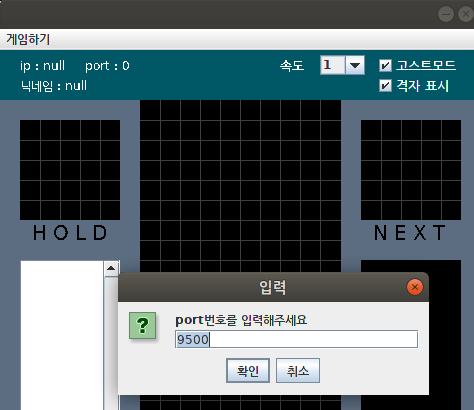 게임하기
ip : null port : 0 속도 1 고스트모드
닉네임 : null 격자 표시
H O L D N E X T
입력
port번호를 입력해주세요
9500
확인 취소